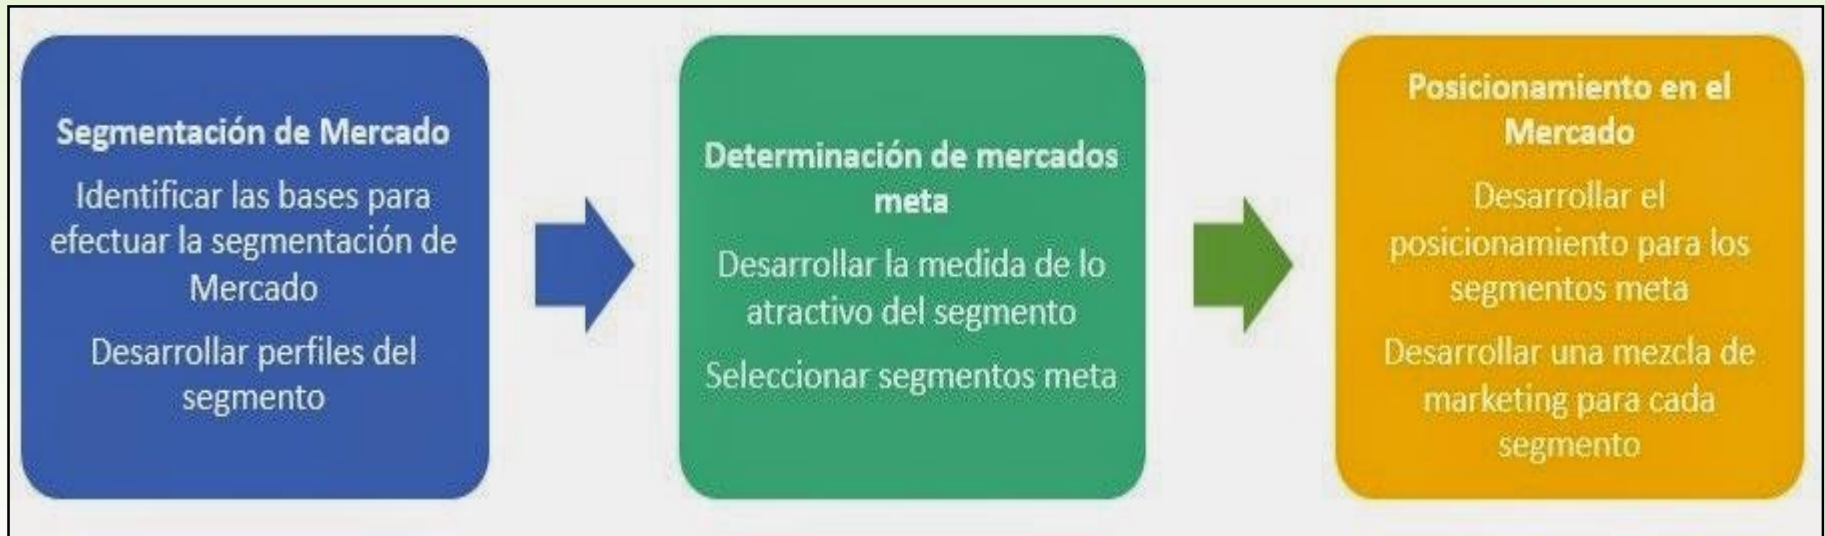 Segmentación de Mercado
Identificar las bases para
efectuar la segmentación de
Mercado
Desarrollar perfiles del
segmento
Determinación de mercados
meta
Desarrollar la medida de lo
atractivo del segmento
Seleccionar segmentos meta
Posicionamiento en el
Mercado
Desarrollar el
posicionamiento para los
segmentos meta
Desarrollar una mezcla de
marketing para cada
segmento